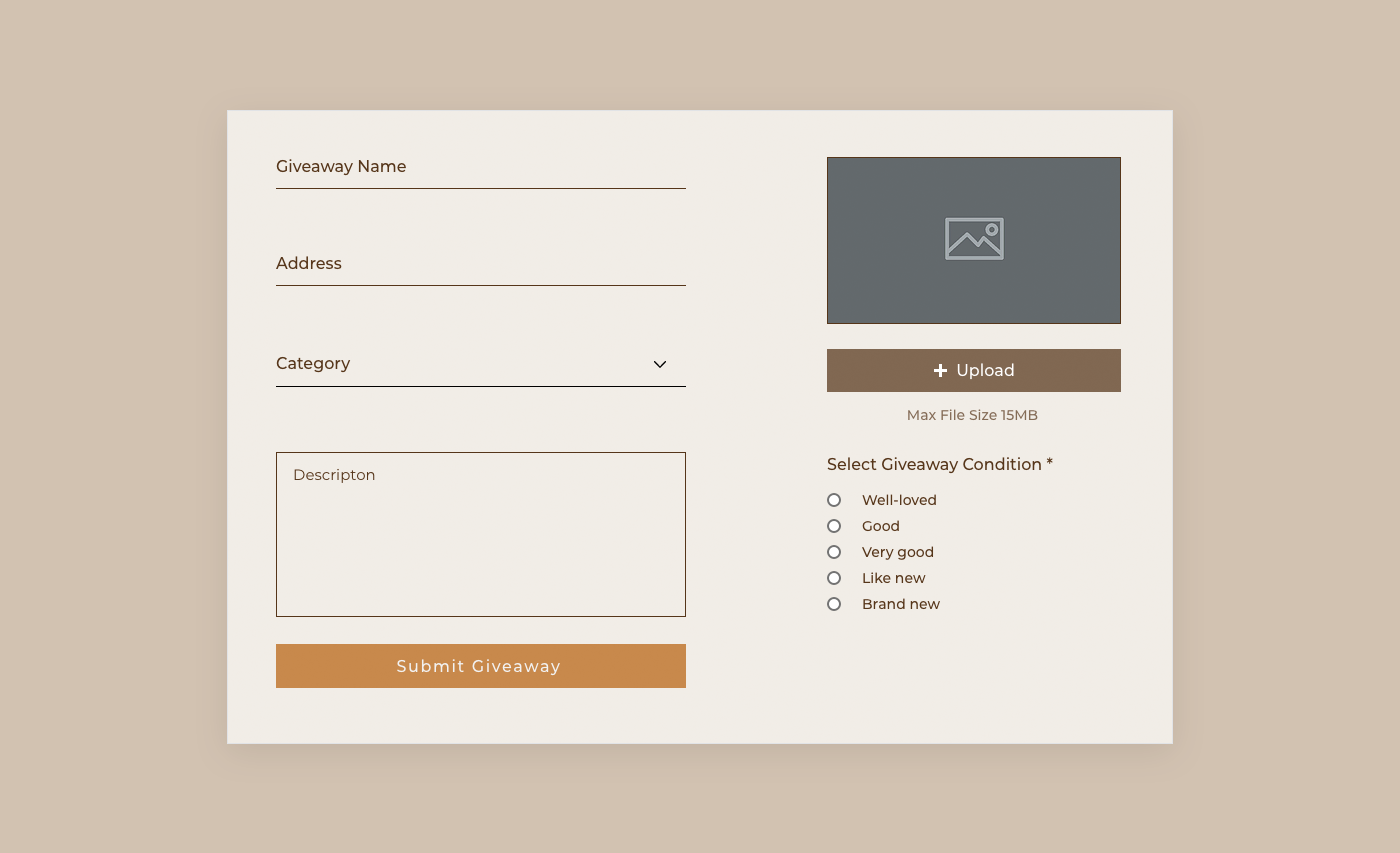 Giveaway Name
Address
Category
Descripton
Submit Giveaway
Upload
Max File Size 15MB
Select Giveaway Condition *
Well-loved
Good
Very good
Like new
Brand new